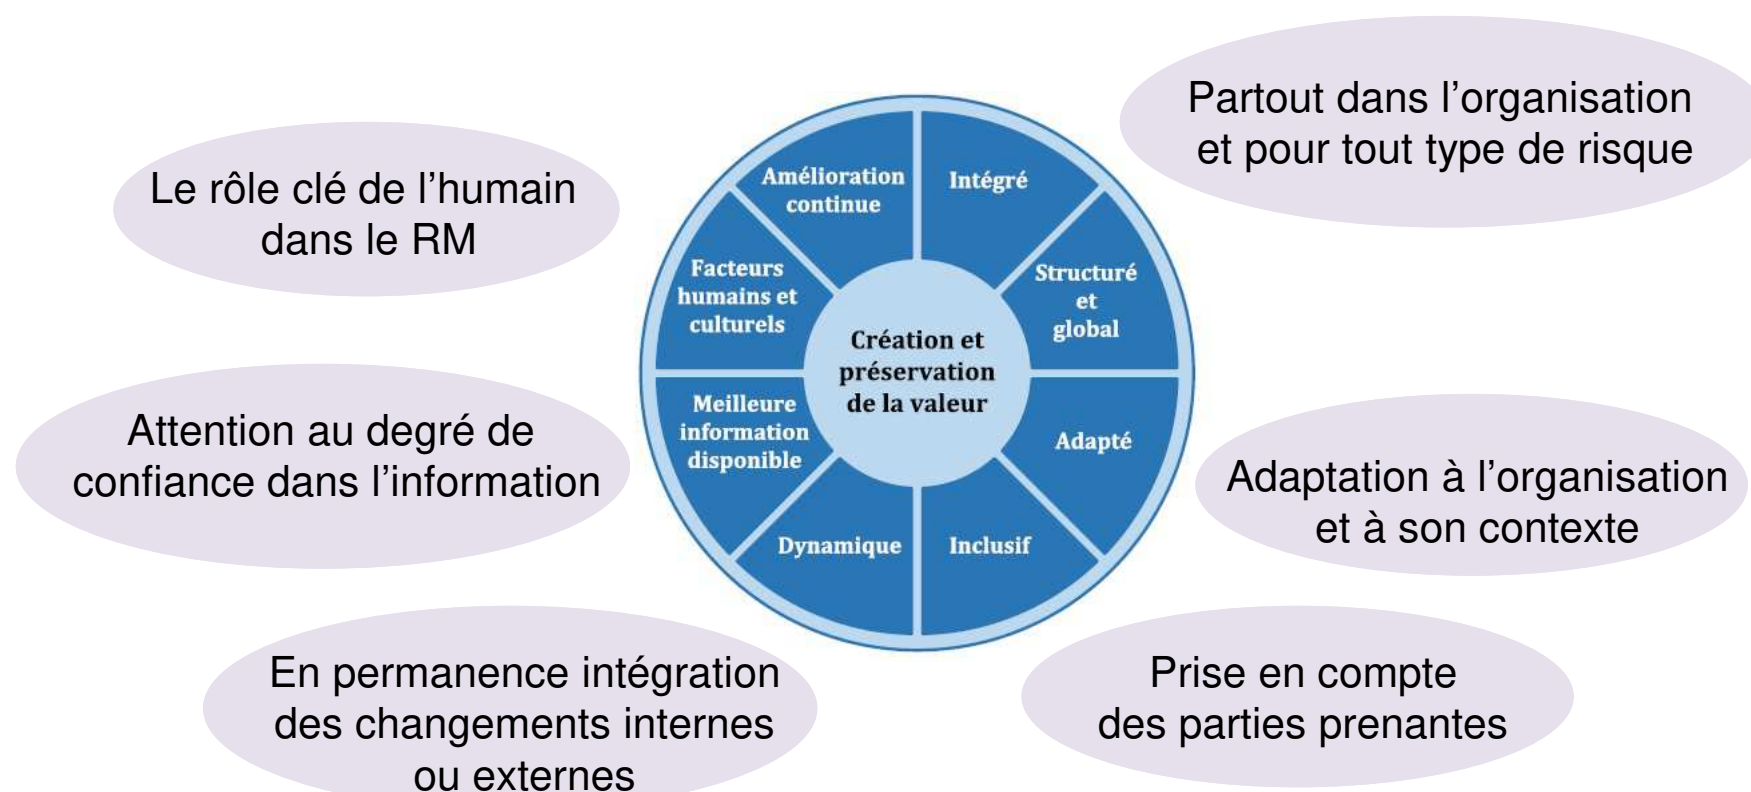 Partout dans l’organisation
et pour tout type de risque
Le rôle clé de l’humain
dans le RM
Amélioration
continue
Intégré
Facteurs
humains et
culturels
Structuré
et
global
Création et
préservation
de la valeur
Meilleure
information
disponible
Adapté
Dynamique
Inclusif
Attention au degré de
confiance dans l’information
Adaptation à l’organisation
et à son contexte
En permanence intégration
des changements internes
ou externes
Prise en compte
des parties prenantes